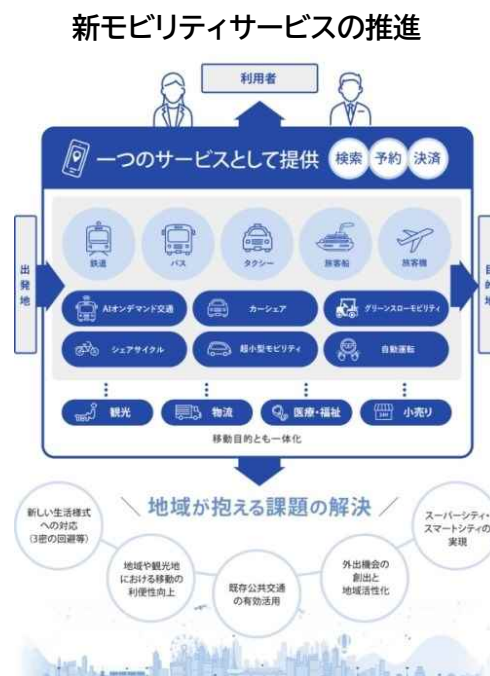 新モビリティサービスの推進
利用者
一つのサービスとして提供 検索 予約 決済
出発地
目的地
鉄道 バス タクシー 旅客船 旅客機
AIオンデマンド交通 カーシェア グリーンスローモビリティ
シェアサイクル 超小型モビリティ 自動運転
観光 物流 医療・福祉 小売り
移動目的とも一体化
地域が抱える課題の解決
新しい生活様式
への対応
(3密の回避等)
地域や観光地
における移動の
利便性向上
既存公共交通
の有効活用
外出機会の
創出と
地域活性化
スーパーシティ・
スマートシティの
実現